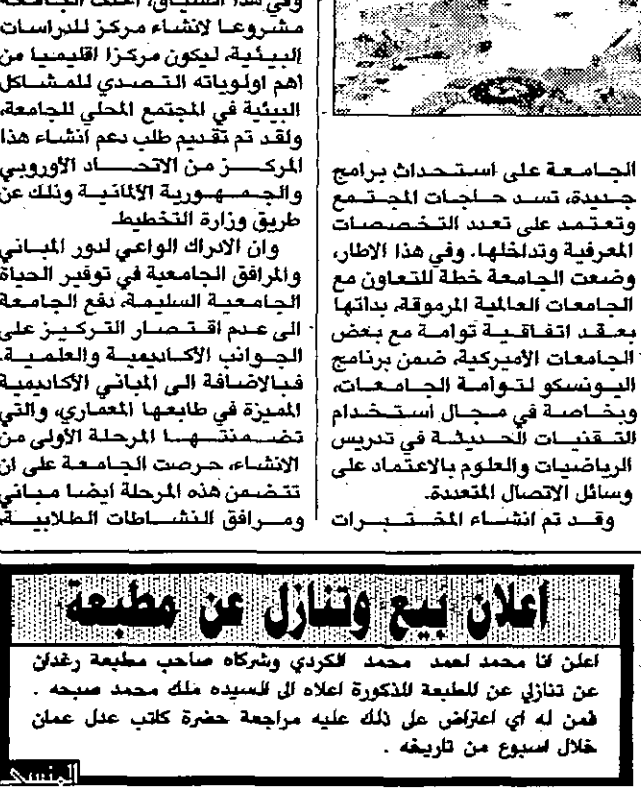 الجامعة على استحداث برامج
جديدة، تسد حاجات المجتمع
وتعتمد على تعدد التخصصات
المعرفية وتداخلها. وفي هذا الاطار،
وضعت الجامعة خطة للتعاون مع
الجامعات العالمية المرموقة، بداتها
بعقد اتفاقية توامة مع بعض
الجامعات الأميركية، ضمن برنامج
اليونسكو لتوامة الجامعات،
وبخاصة في مجال استخدام
التقنيات الحديثة في تدريس
الرياضيات والعلوم بالاعتماد على
وسائل الاتصال المتعددة.
وقد تم انشاء المختبرات
وفي هذا السياق، اعدت الجامعة
مشروعا لانشاء مركز للدراسات
البيئية، ليكون مركزا اقليميا من
اهم اولوياته التصدي للمشاكل
البيئية في المجتمع المحلي للجامعة،
ولقد تم تقديم طلب دعم انشاء هذا
المركز من الاتحاد الأوروبي
والجمهورية الألمانية وذلك عن
طريق وزارة التخطيط.
وان الادراك الواعي لدور المباني
والمرافق الجامعية في توفير الحياة
الجامعية السليمة، دفع الجامعة
الى عدم اقتصار التركيز على
الجوانب الأكاديمية والعلمية.
فبالاضافة الى المباني الأكاديمية
المميزة في طابعها المعماري، والتي
تضمنتها المرحلة الأولى من
الانشاء، حرصت الجامعة على ان
تتضمن هذه المرحلة ايضا مباني
ومرافق النشاطات الطلابية،
اعلان بيع وتنازل عن مطبعة
اعلن انا محمد احمد محمد الكردي وشركاه صاحب مطبعة رغدان
عن تنازلي عن المطبعة المذكورة اعلاه الى السيده ملك محمد صبحه .
فمن له اي اعتراض على ذلك عليه مراجعة حضرة كاتب عدل عمان
خلال اسبوع من تاريخه .